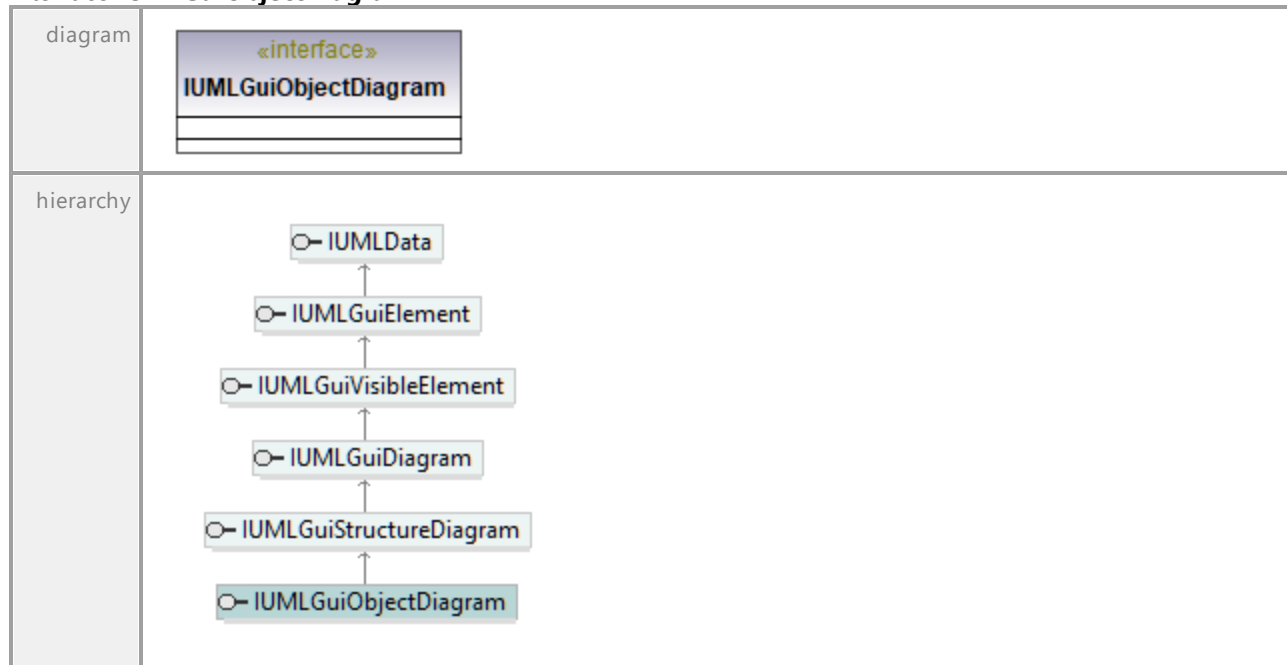 diagram
«interface»
IUMLGuiObjectDiagram
hierarchy
IUMLData
IUMLGuiElement
IUMLGuiVisibleElement
IUMLGuiDiagram
IUMLGuiStructureDiagram
IUMLGuiObjectDiagram